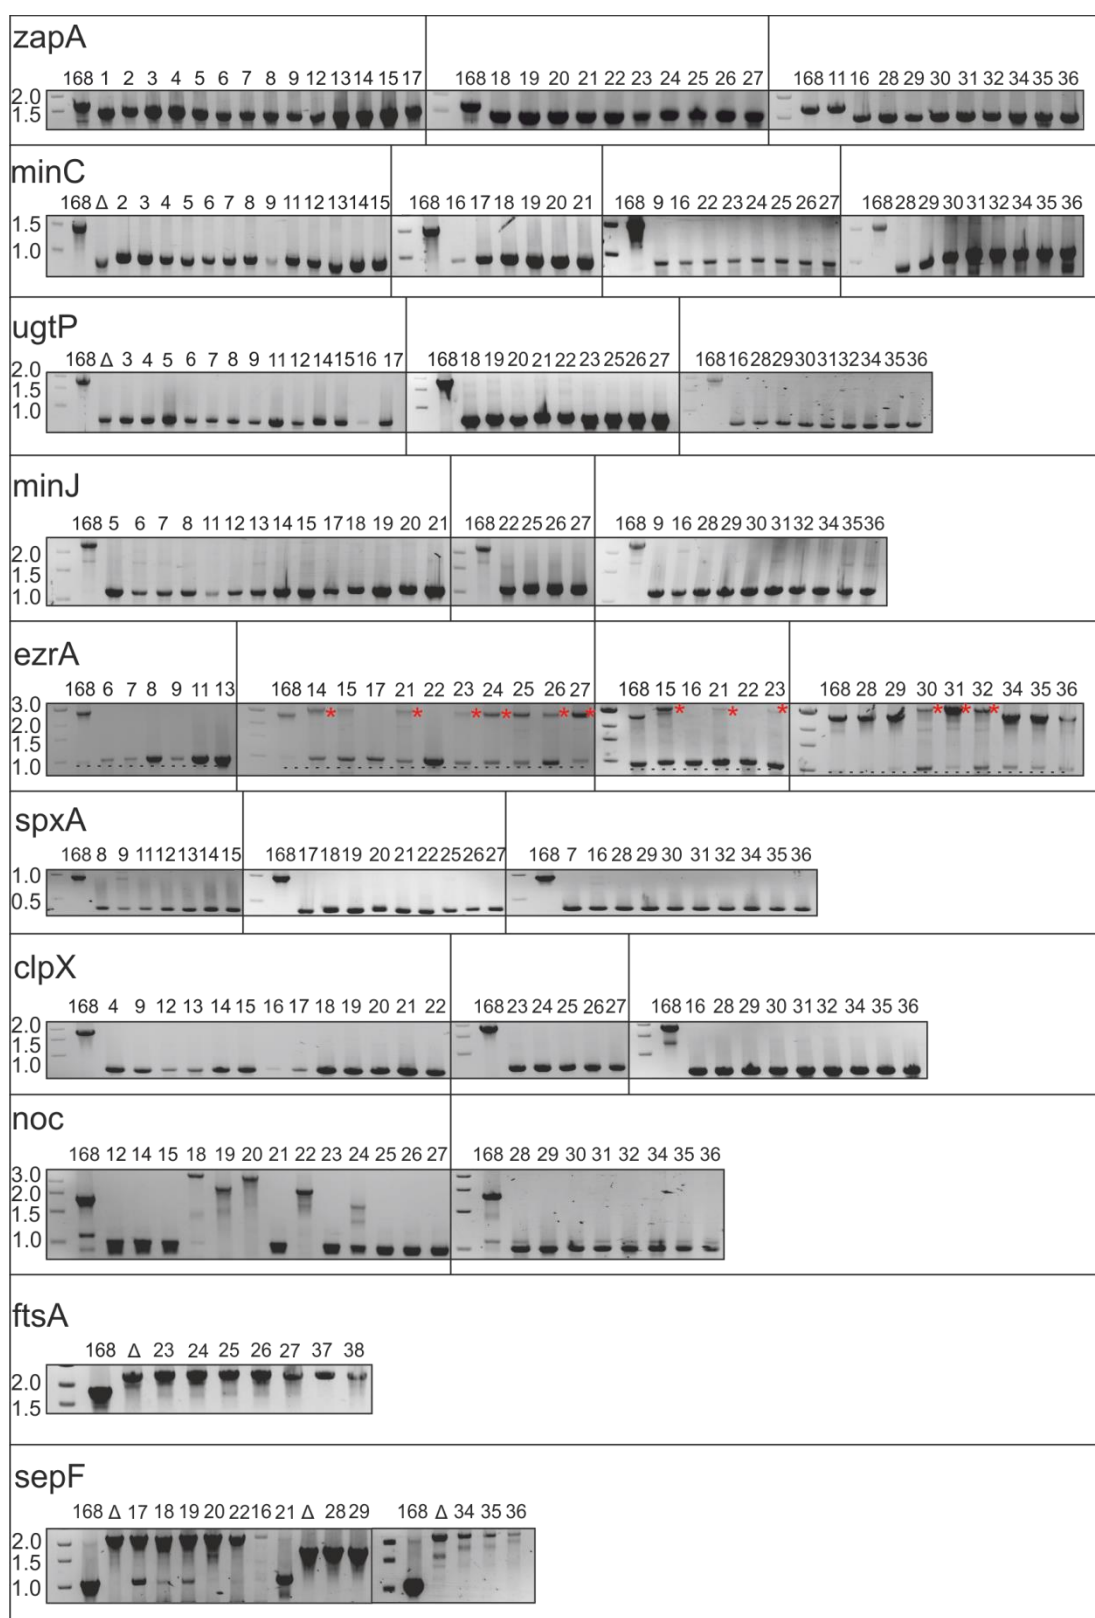 zapA
168 1 2 3 4 5 6 7 8 9 12 13 14 15 17 168 18 19 20 21 22 23 24 25 26 27 168 11 16 28 29 30 31 32 34 35 36
2.0
1.5
minC
168 Δ 2 3 4 5 6 7 8 9 11 12 13 14 15 168 16 17 18 19 20 21 168 9 16 22 23 24 25 26 27 168 28 29 30 31 32 34 35 36
1.5
1.0
ugtP
168 Δ 3 4 5 6 7 8 9 11 12 14 15 16 17 168 18 19 20 21 22 23 25 26 27 168 16 28 29 30 31 32 34 35 36
2.0
1.5
1.0
minJ
168 5 6 7 8 11 12 13 14 15 17 18 19 20 21 168 22 25 26 27 168 9 16 28 29 30 31 32 34 35 36
2.0
1.5
1.0
ezrA
168 6 7 8 9 11 13 168 14 15 17 21 22 23 24 25 26 27 168 15 16 21 22 23 168 28 29 30 31 32 34 35 36
3.0 * * * * * * * * * * * *
2.0
1.5
1.0
spxA
168 8 9 11 12 13 14 15 168 17 18 19 20 21 22 25 26 27 168 7 16 28 29 30 31 32 34 35 36
1.0
0.5
clpX
168 4 9 12 13 14 15 16 17 18 19 20 21 22 168 23 24 25 26 27 168 16 28 29 30 31 32 34 35 36
2.0
1.5
1.0
noc
168 12 14 15 18 19 20 21 22 23 24 25 26 27 168 28 29 30 31 32 34 35 36
3.0
2.0
1.5
1.0
ftsA
168 Δ 23 24 25 26 27 37 38
2.0
1.5
sepF
168 Δ 17 18 19 20 22 16 21 Δ 28 29 168 Δ 34 35 36
2.0
1.5
1.0